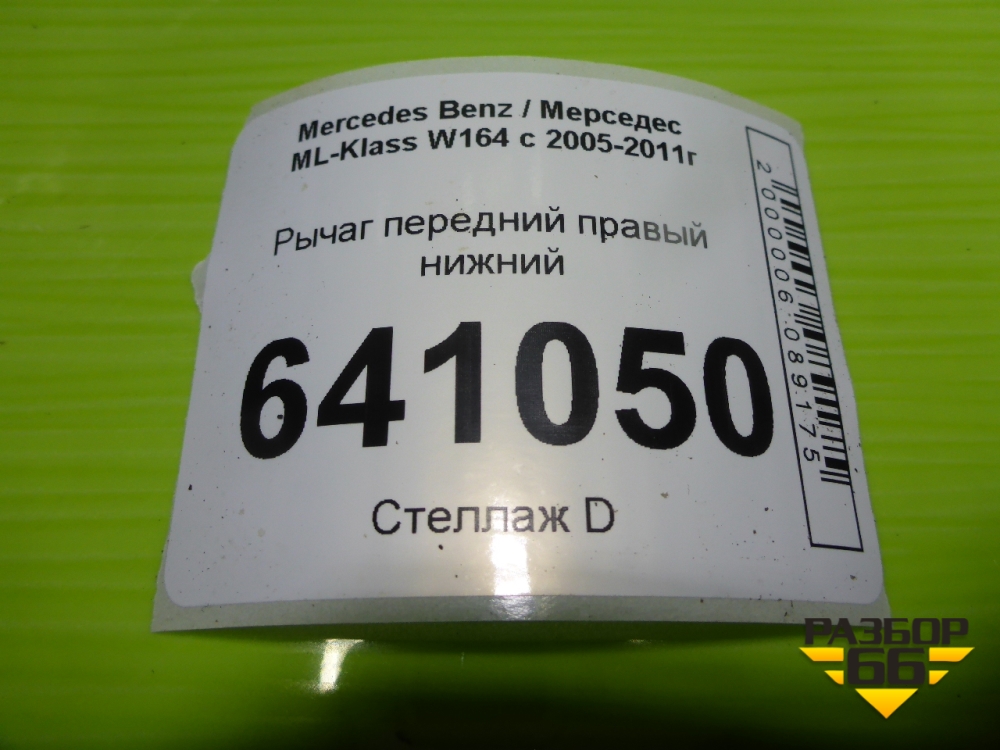 Mercedes Benz / Мерседес
ML-Klass W164 с 2005-2011г
Рычаг передний правый
нижний
641050
Стеллаж D
2000006089175
РАЗБОР
66